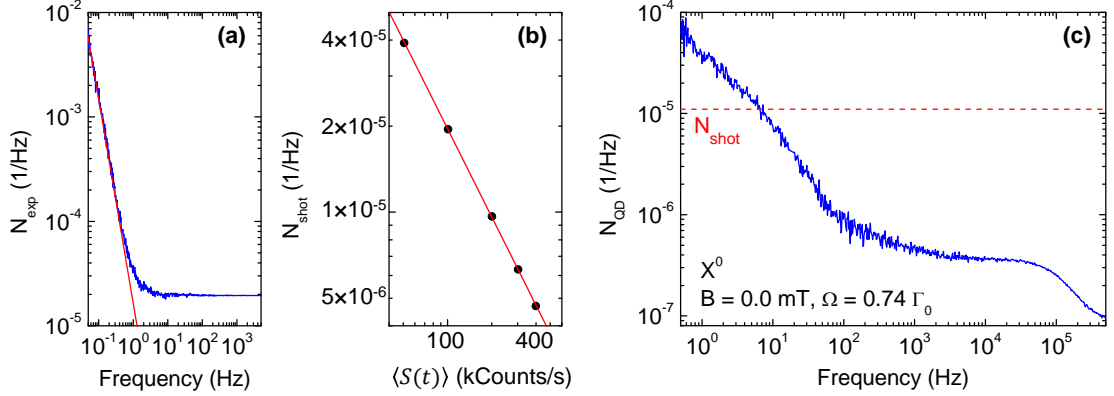 (a)
N_exp (1/Hz)
10^-2
10^-3
10^-4
10^-5
10^-1 10^0 10^1 10^2 10^3
Frequency (Hz)
(b)
N_shot (1/Hz)
4×10^-5
2×10^-5
1×10^-5
5×10^-6
100 200 400
⟨S(t)⟩ (kCounts/s)
(c)
N_QD (1/Hz)
10^-4
10^-5
10^-6
10^-7
N_shot
X^0
B = 0.0 mT, Ω = 0.74 Γ_0
10^0 10^1 10^2 10^3 10^4 10^5
Frequency (Hz)